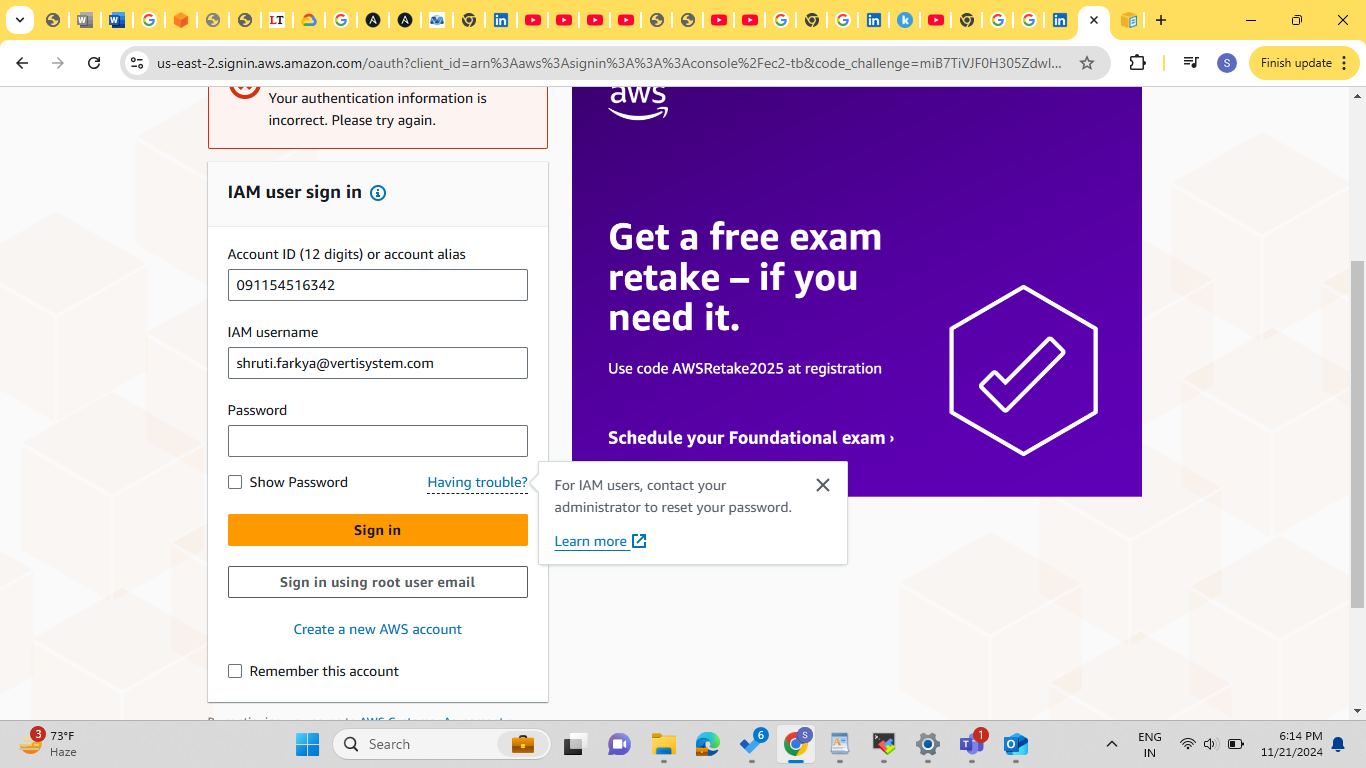 S
Finish update
us-east-2.signin.aws.amazon.com/oauth?client_id=arn%3Aaws%3Asignin%3A%3A%3Aconsole%2Fec2-tb&code_challenge=miB7TiVJF0H305Zdwl...
Your authentication information is
incorrect. Please try again.
IAM user sign in
Account ID (12 digits) or account alias
091154516342
IAM username
shruti.farkya@vertisystem.com
Password
Show Password
Having trouble?
Sign in
Sign in using root user email
Create a new AWS account
Remember this account
aws
Get a free exam
retake – if you
need it.
Use code AWSRetake2025 at registration
Schedule your Foundational exam ›
For IAM users, contact your
administrator to reset your password.
Learn more
3
73°F
Haze
Search
6
S
1
ENG
IN
6:14 PM
11/21/2024